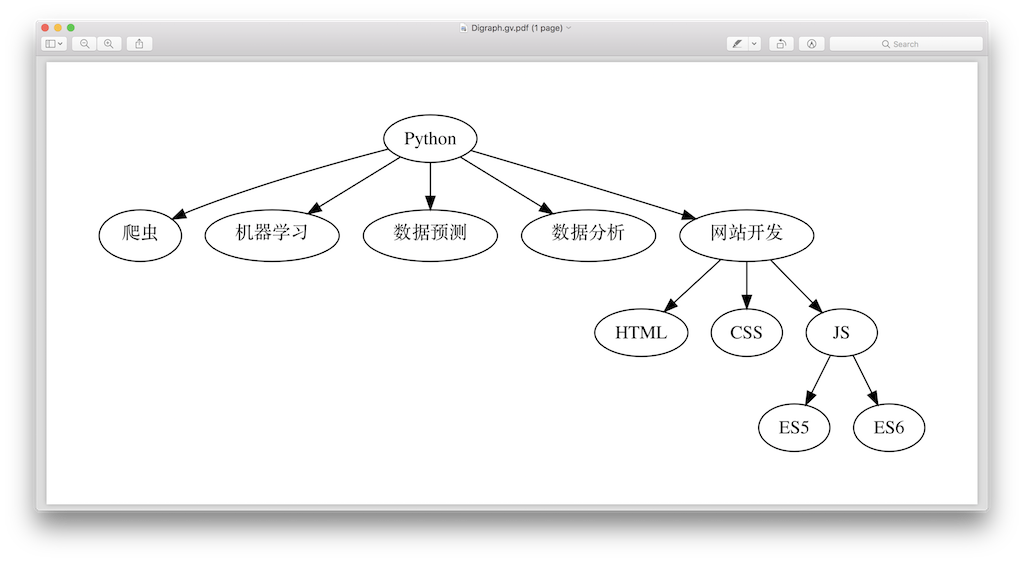 Digraph.gv.pdf (1 page)
Search
Python
爬虫
机器学习
数据预测
数据分析
网站开发
HTML
CSS
JS
ES5
ES6